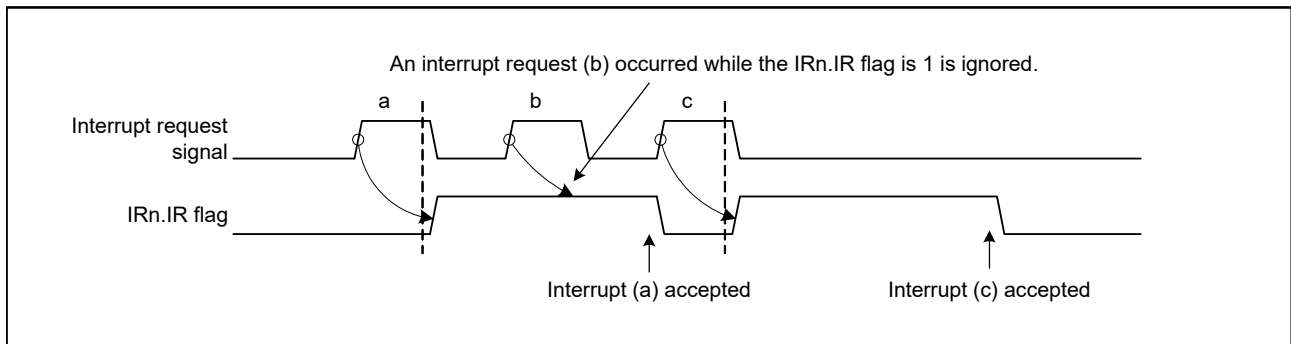 An interrupt request (b) occurred while the IRn.IR flag is 1 is ignored.
a
b
c
Interrupt request
signal
IRn.IR flag
Interrupt (a) accepted
Interrupt (c) accepted